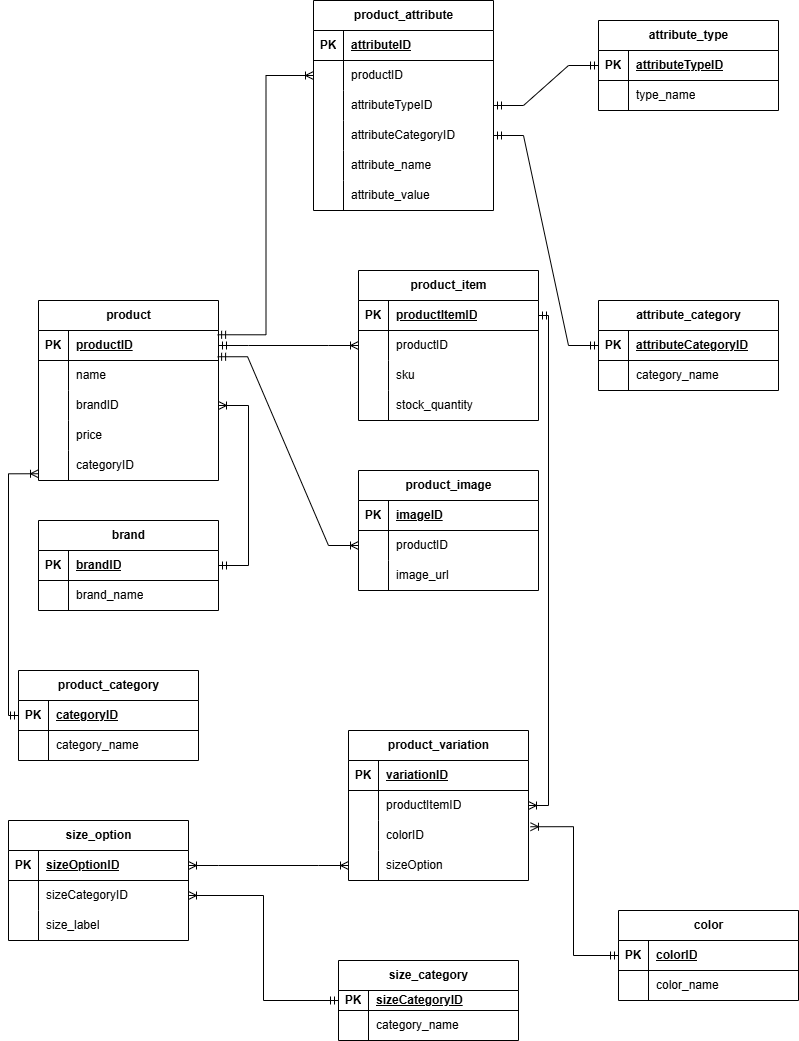 product_attribute
PK attributeID
productID
attributeTypeID
attributeCategoryID
attribute_name
attribute_value
attribute_type
PK attributeTypeID
type_name
product_item
PK productItemID
productID
sku
stock_quantity
product
PK productID
name
brandID
price
categoryID
attribute_category
PK attributeCategoryID
category_name
product_image
PK imageID
productID
image_url
brand
PK brandID
brand_name
product_category
PK categoryID
category_name
product_variation
PK variationID
productItemID
colorID
sizeOption
size_option
PK sizeOptionID
sizeCategoryID
size_label
color
PK colorID
color_name
size_category
PK sizeCategoryID
category_name